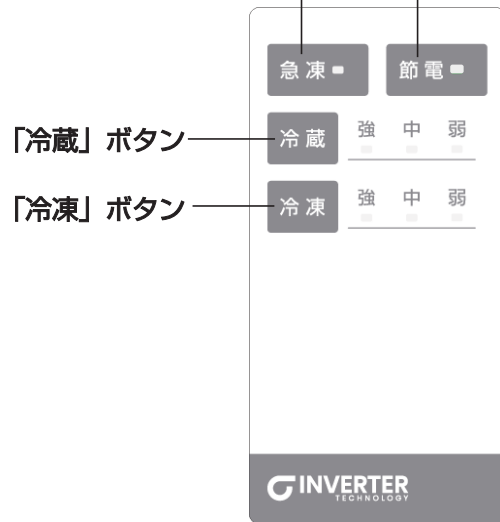 急凍 節電
「冷蔵」ボタン 冷蔵 強 中 弱
「冷凍」ボタン 冷凍 強 中 弱
INVERTER
TECHNOLOGY